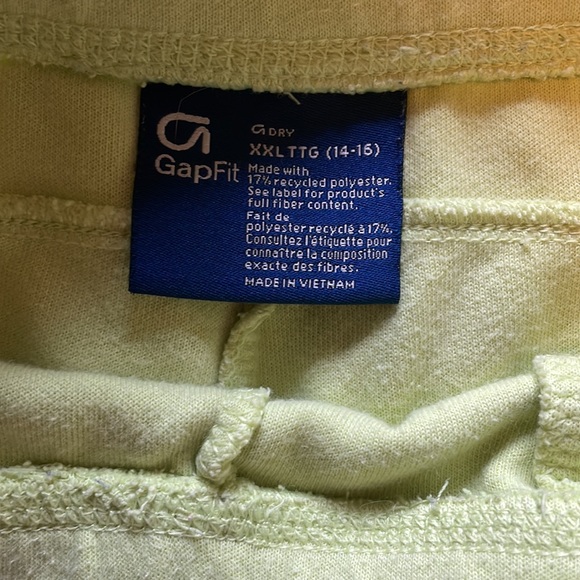 GapFit
G DRY
XXL TTG (14-16)
Made with
17% recycled polyester.
See label for product's
full fiber content.
Fait de
polyester recyclé à 17%.
Consultez l'étiquette pour
connaître la composition
exacte des fibres.
MADE IN VIETNAM